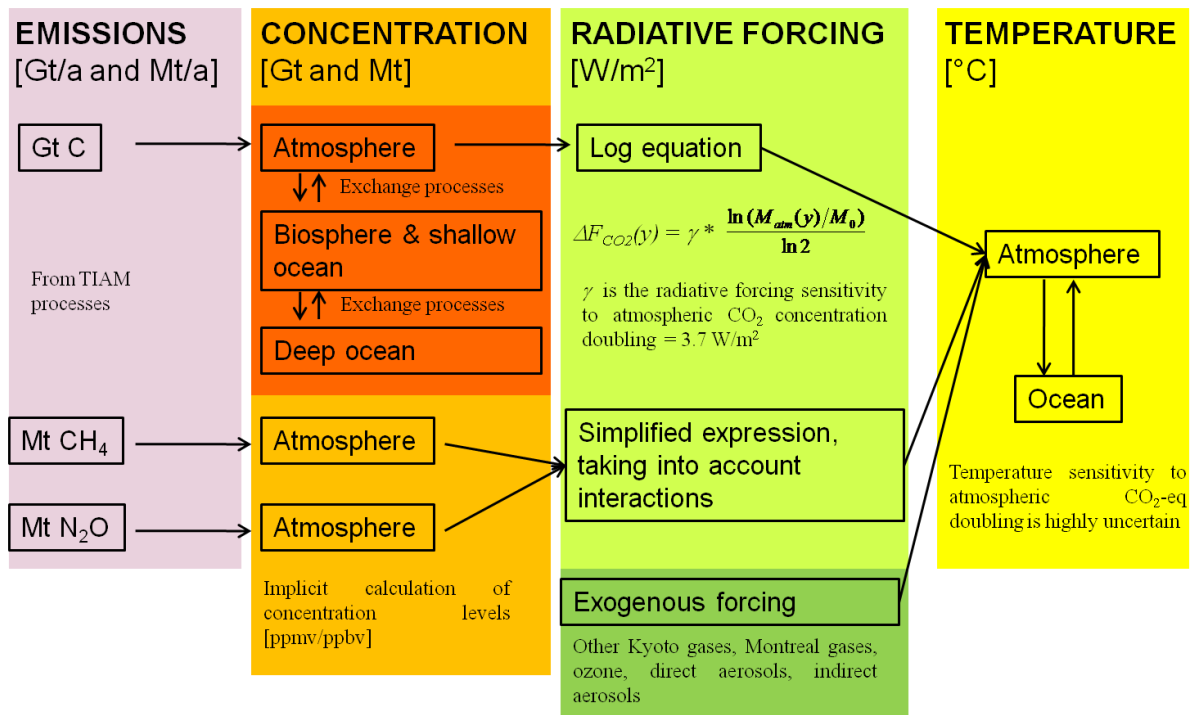 EMISSIONS
[Gt/a and Mt/a]
Gt C
From TIAM
processes
Mt CH₄
Mt N₂O
CONCENTRATION
[Gt and Mt]
Atmosphere
Exchange processes
Biosphere & shallow
ocean
Exchange processes
Deep ocean
Atmosphere
Atmosphere
Implicit calculation of
concentration levels
[ppmv/ppbv]
RADIATIVE FORCING
[W/m²]
Log equation
ΔF_CO2(y) = γ * ln(M_atm(y)/M_0) / ln 2
γ is the radiative forcing sensitivity
to atmospheric CO₂ concentration
doubling = 3.7 W/m²
Simplified expression,
taking into account
interactions
Exogenous forcing
Other Kyoto gases, Montreal gases,
ozone, direct aerosols, indirect
aerosols
TEMPERATURE
[°C]
Atmosphere
Ocean
Temperature sensitivity to
atmospheric CO₂-eq
doubling is highly uncertain